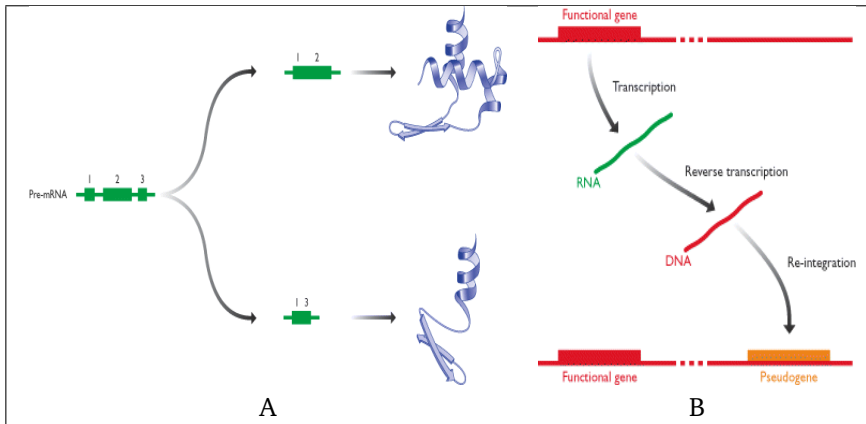 1 2
Pre-mRNA
1 2 3
1 3
A
Functional gene
Transcription
RNA
Reverse transcription
DNA
Re-integration
Functional gene
Pseudogene
B